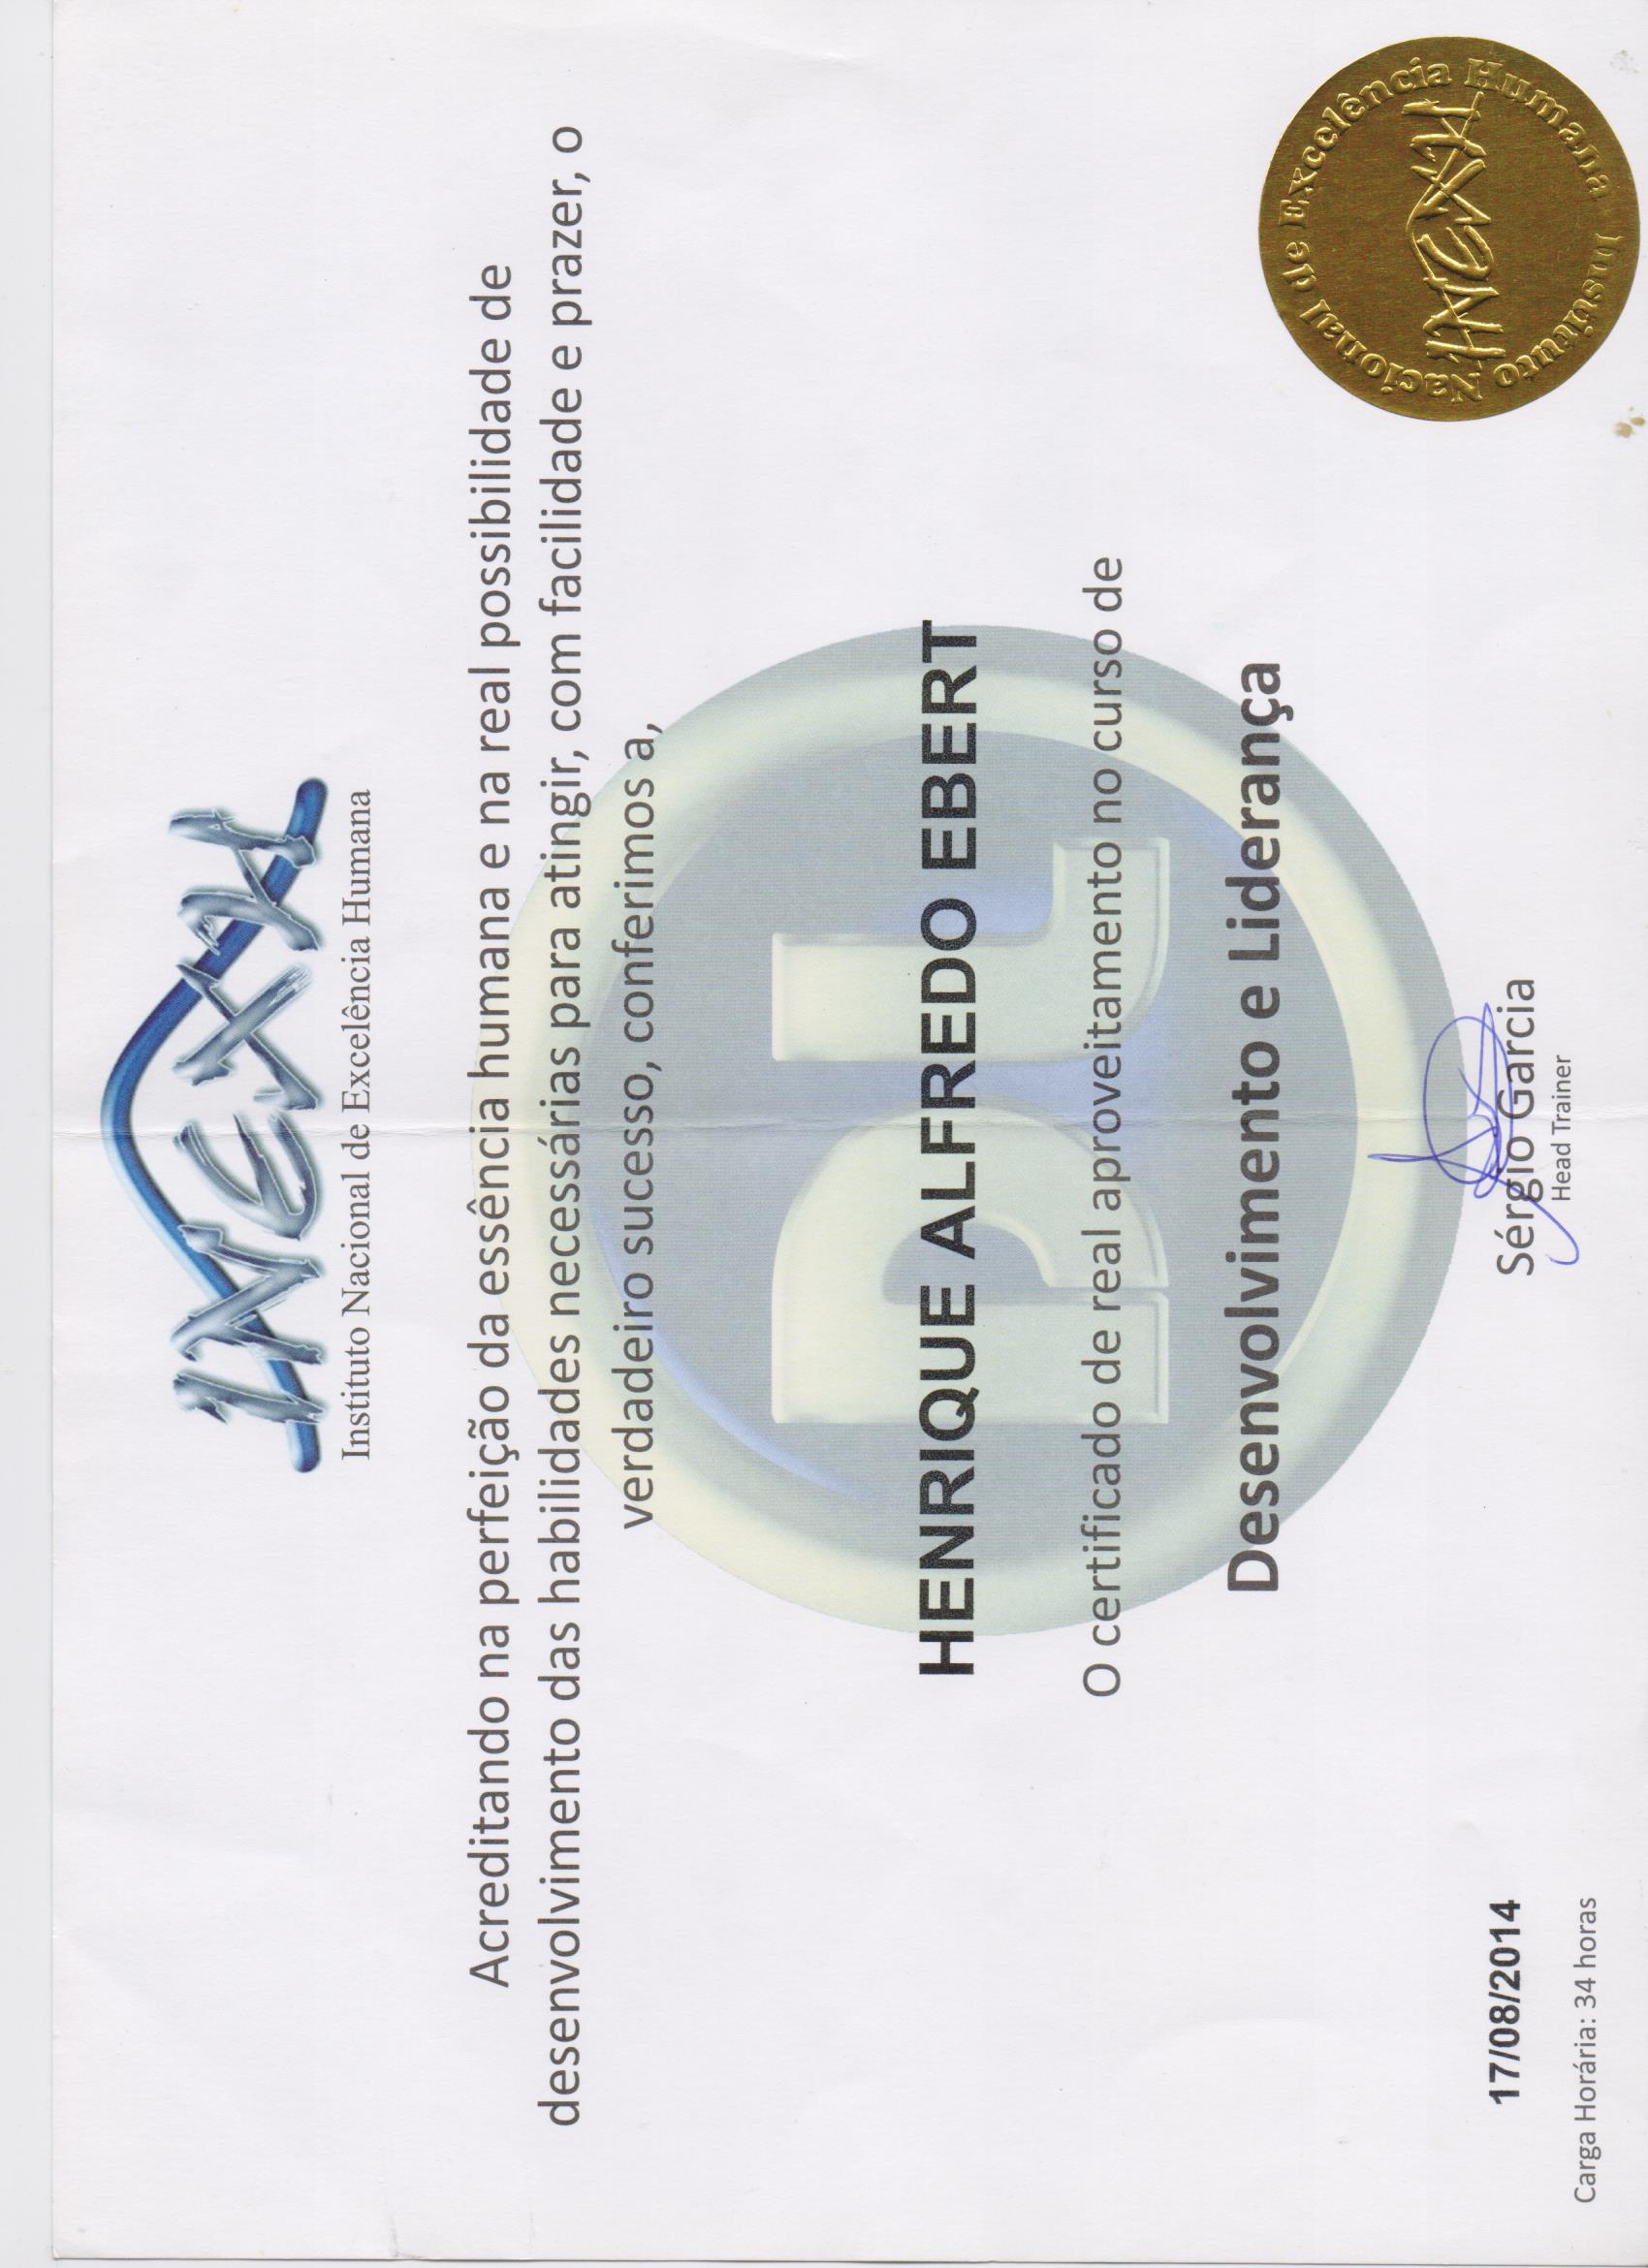 INEXH
Instituto Nacional de Excelência Humana
Acreditando na perfeição da essência humana e na real possibilidade de
desenvolvimento das habilidades necessárias para atingir, com facilidade e prazer, o
verdadeiro sucesso, conferimos a,
HENRIQUE ALFREDO EBERT
O certificado de real aproveitamento no curso de
DL
Desenvolvimento e Liderança
17/08/2014
Carga Horária: 34 horas
Sérgio Garcia
Head Trainer
Instituto Nacional de Excelência Humana
INEXH